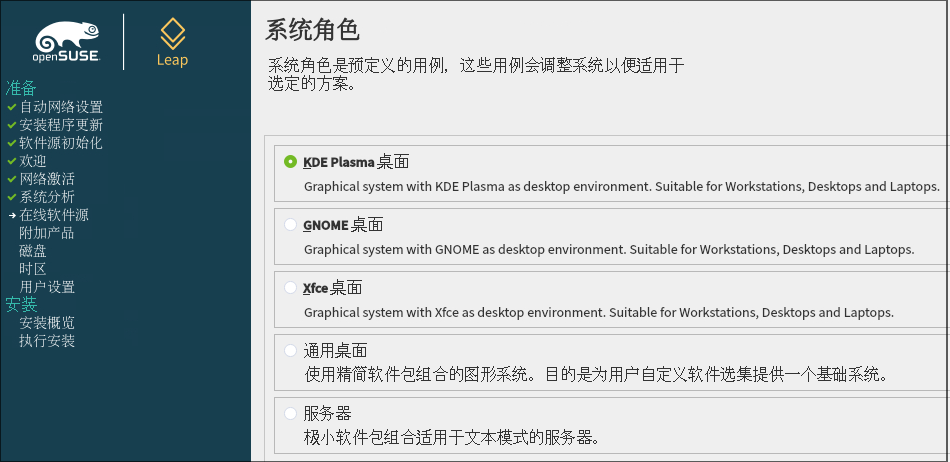 openSUSE
Leap
准备
自动网络设置
安装程序更新
软件源初始化
欢迎
网络激活
系统分析
在线软件源
附加产品
磁盘
时区
用户设置
安装
安装概览
执行安装
系统角色
系统角色是预定义的用例，这些用例会调整系统以便适用于
选定的方案。
KDE Plasma 桌面
Graphical system with KDE Plasma as desktop environment. Suitable for Workstations, Desktops and Laptops.
GNOME 桌面
Graphical system with GNOME as desktop environment. Suitable for Workstations, Desktops and Laptops.
Xfce 桌面
Graphical system with Xfce as desktop environment. Suitable for Workstations, Desktops and Laptops.
通用桌面
使用精简软件包组合的图形系统。目的是为用户自定义软件选集提供一个基础系统。
服务器
极小软件包组合适用于文本模式的服务器。